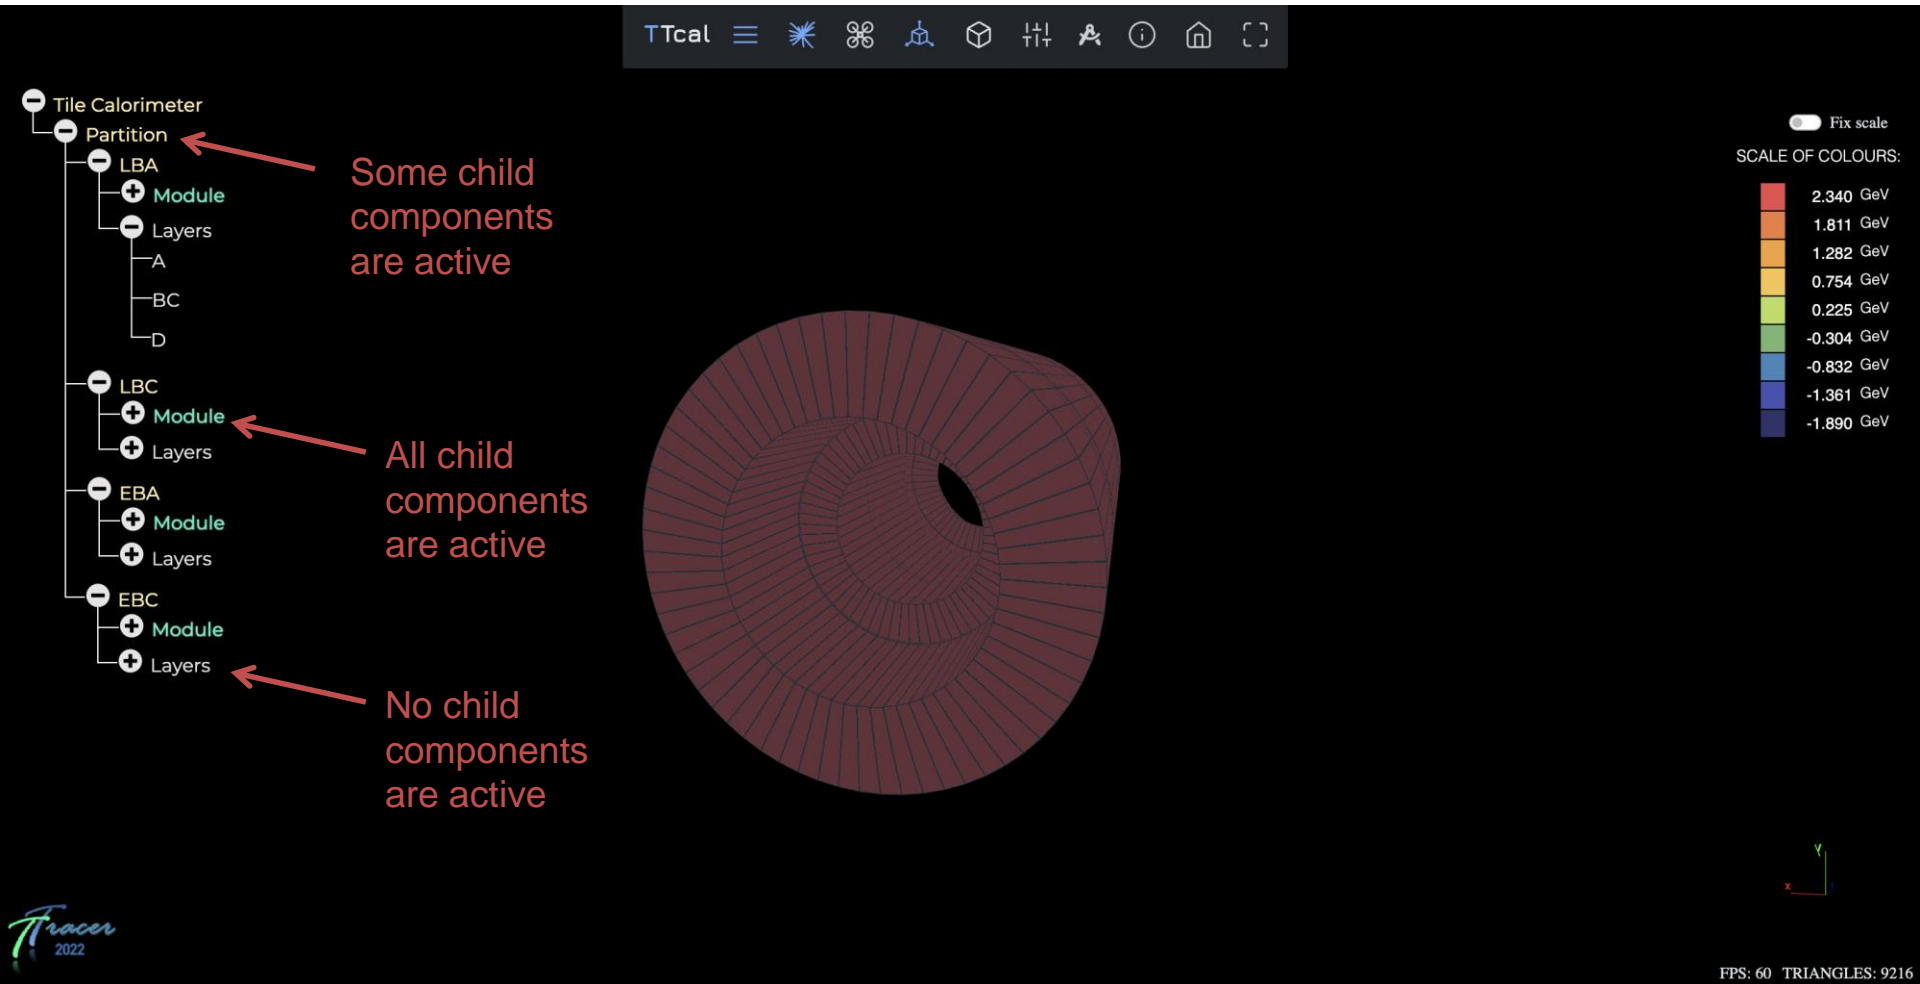 TTcal
Tile Calorimeter
Partition
LBA
Module
Layers
A
BC
D
LBC
Module
Layers
EBA
Module
Layers
EBC
Module
Layers
Some child
components
are active
All child
components
are active
No child
components
are active
Fix scale
SCALE OF COLOURS:
2.340 GeV
1.811 GeV
1.282 GeV
0.754 GeV
0.225 GeV
-0.304 GeV
-0.832 GeV
-1.361 GeV
-1.890 GeV
Y
x
TTracer
2022
FPS: 60 TRIANGLES: 9216